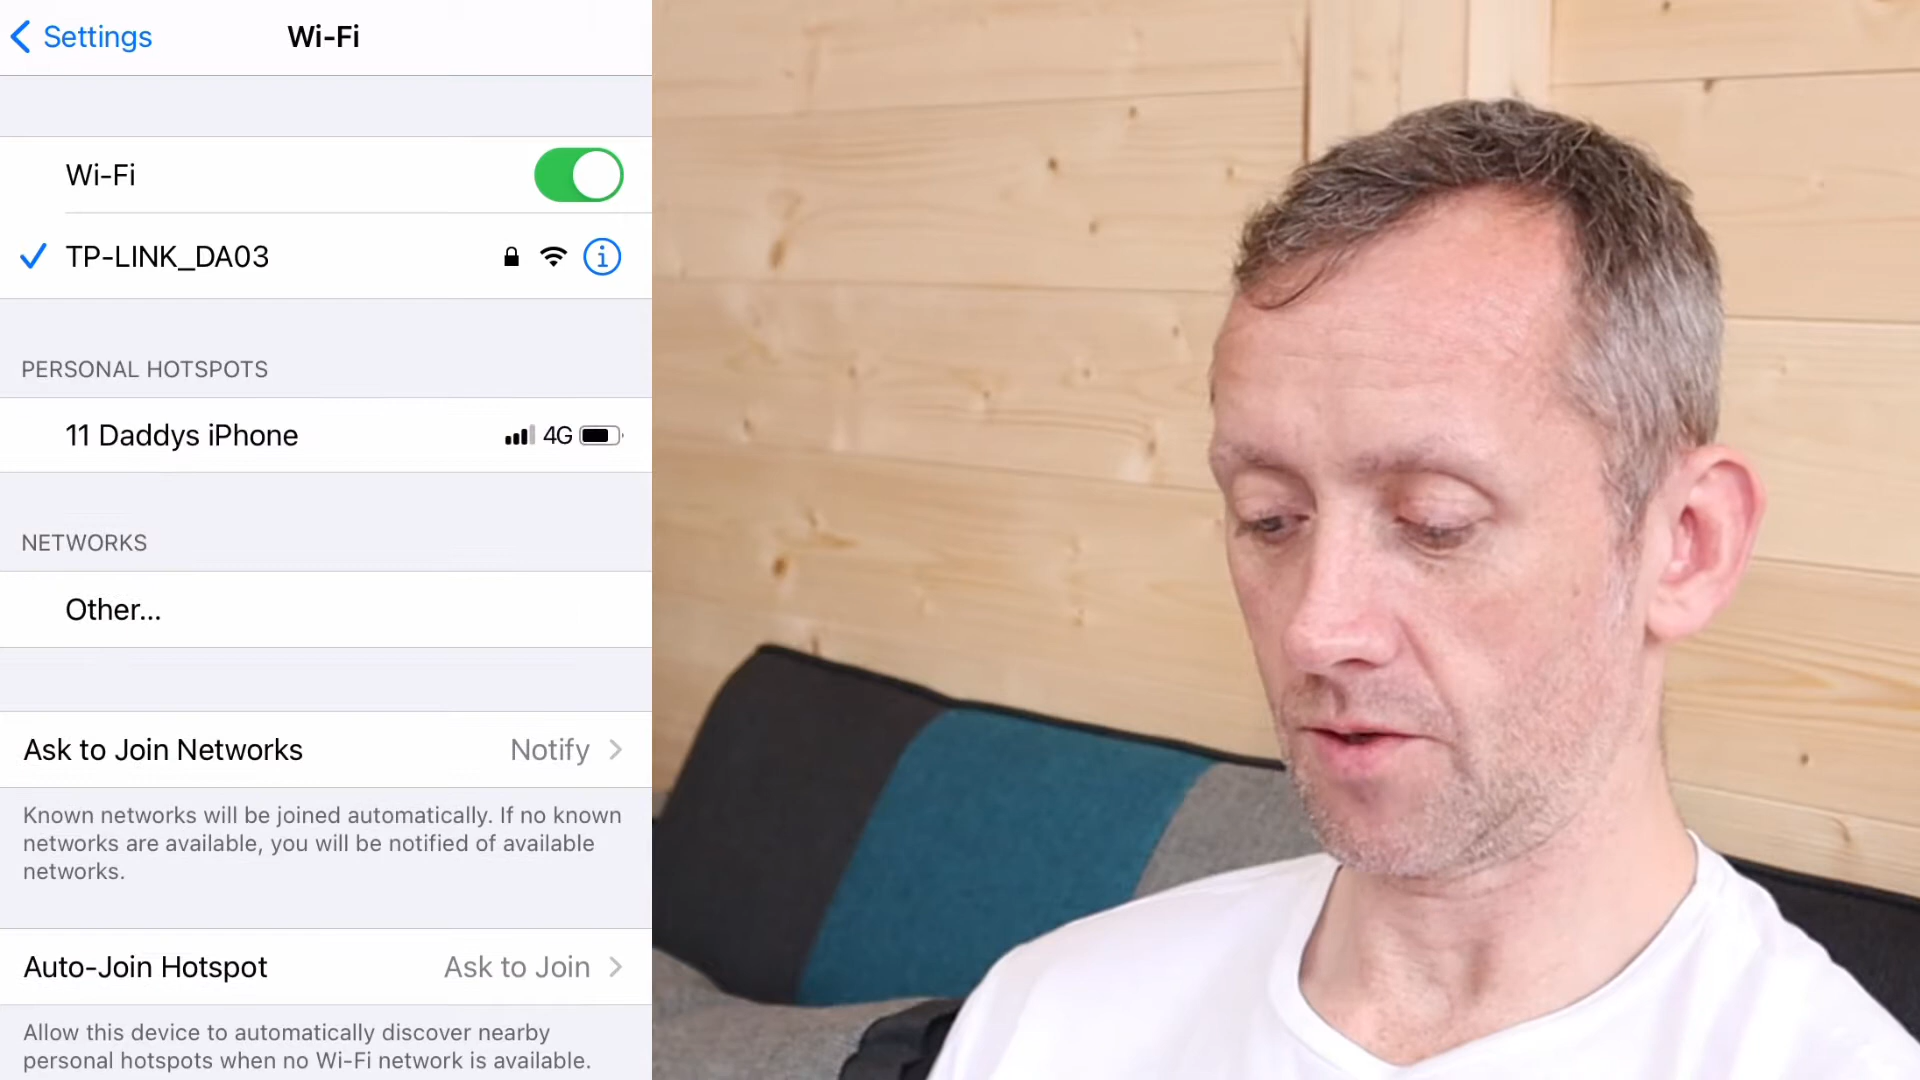 Settings
Wi-Fi
Wi-Fi
TP-LINK_DA03
PERSONAL HOTSPOTS
11 Daddys iPhone
4G
NETWORKS
Other...
Ask to Join Networks
Notify
Known networks will be joined automatically. If no known
networks are available, you will be notified of available
networks.
Auto-Join Hotspot
Ask to Join
Allow this device to automatically discover nearby
personal hotspots when no Wi-Fi network is available.